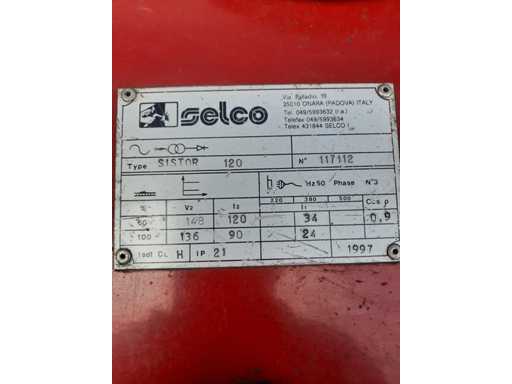 selco
Via Palladio, 19
35010 ONARA (PADOVA) ITALY
Tel. 049/5993632 (r.a.)
Telefax 049/5993634
Telex 431844 SELCO I
Type SISTOR 120 N° 117112
Hz 50 Phase N°3
220 380 500
% V2 I2 I1 Cos φ
60 148 120 34 0,9
100 136 90 24
Isol CL H IP 21 1997